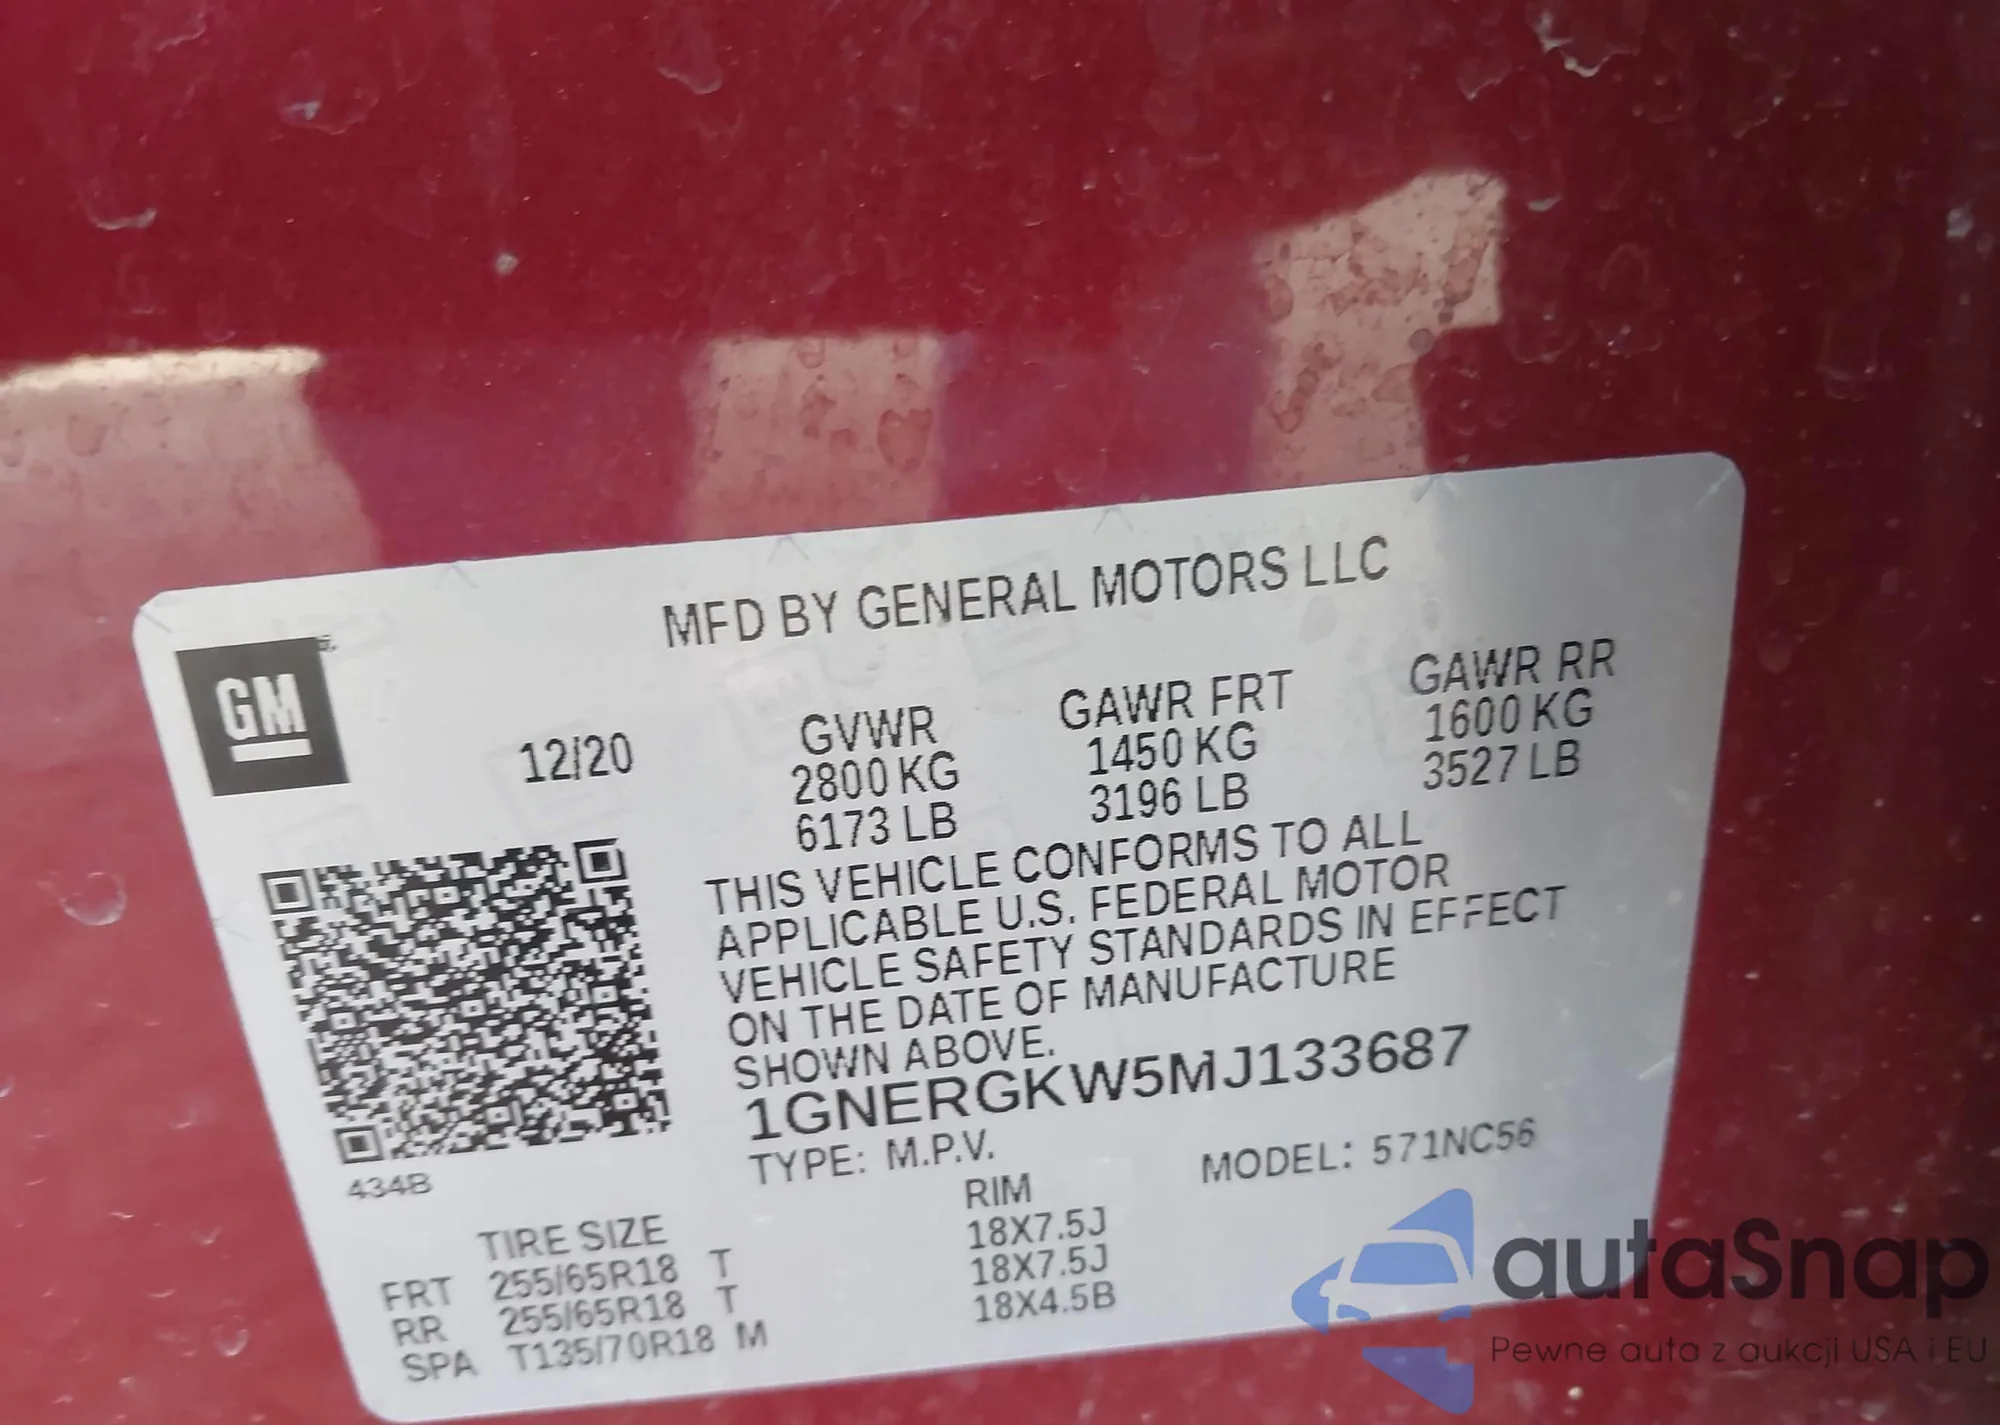 MFD BY GENERAL MOTORS LLC
GM
12/20
GVWR
2800 KG
6173 LB
GAWR FRT
1450 KG
3196 LB
GAWR RR
1600 KG
3527 LB
THIS VEHICLE CONFORMS TO ALL
APPLICABLE U.S. FEDERAL MOTOR
VEHICLE SAFETY STANDARDS IN EFFECT
ON THE DATE OF MANUFACTURE
SHOWN ABOVE.
1GNERGKW5MJ133687
TYPE: M.P.V.
MODEL: 571NC56
434B
TIRE SIZE RIM
FRT 255/65R18 T 18X7.5J
RR 255/65R18 T 18X7.5J
SPA T135/70R18 M 18X4.5B
autaSnap
Pewne auta z aukcji USA i EU